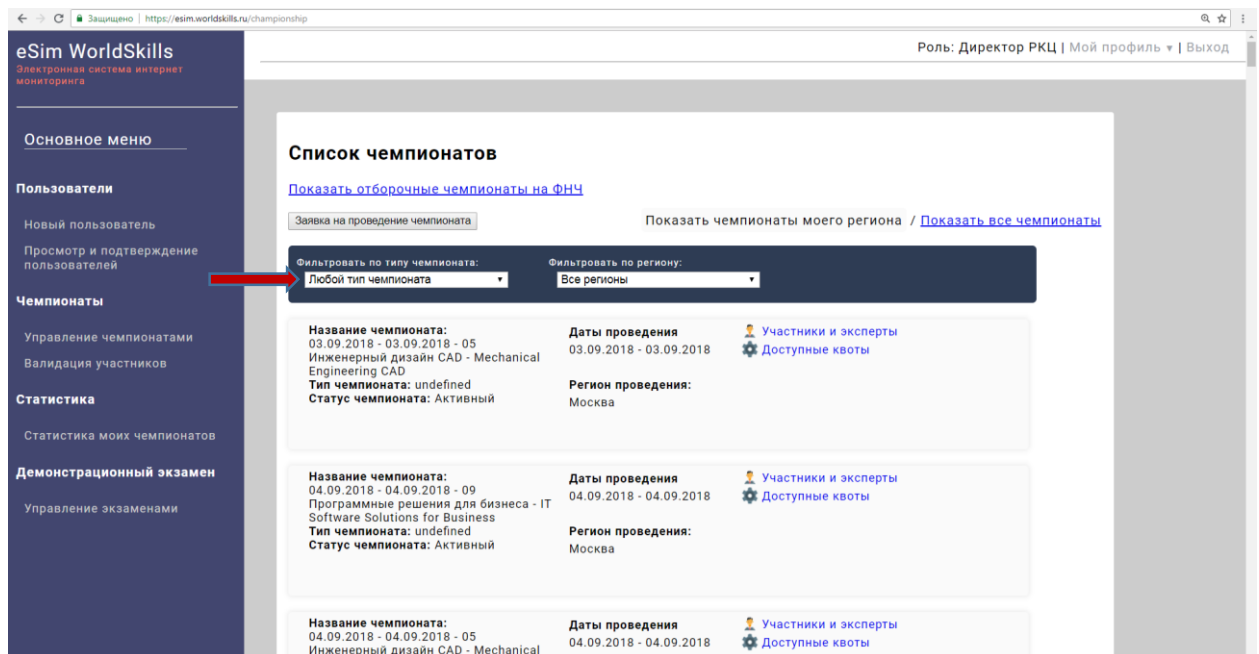 Защищено | https://esim.worldskills.ru/championship
eSim WorldSkills
Электронная система интернет
мониторинга
Роль: Директор РКЦ | Мой профиль ▾ | Выход
Основное меню
Пользователи
Новый пользователь
Просмотр и подтверждение
пользователей
Чемпионаты
Управление чемпионатами
Валидация участников
Статистика
Статистика моих чемпионатов
Демонстрационный экзамен
Управление экзаменами
Список чемпионатов
Показать отборочные чемпионаты на ФНЧ
Заявка на проведение чемпионата
Показать чемпионаты моего региона / Показать все чемпионаты
Фильтровать по типу чемпионата:
Любой тип чемпионата
Фильтровать по региону:
Все регионы
Название чемпионата:
03.09.2018 - 03.09.2018 - 05
Инженерный дизайн CAD - Mechanical
Engineering CAD
Тип чемпионата: undefined
Статус чемпионата: Активный
Даты проведения
03.09.2018 - 03.09.2018
Регион проведения:
Москва
Участники и эксперты
Доступные квоты
Название чемпионата:
04.09.2018 - 04.09.2018 - 09
Программные решения для бизнеса - IT
Software Solutions for Business
Тип чемпионата: undefined
Статус чемпионата: Активный
Даты проведения
04.09.2018 - 04.09.2018
Регион проведения:
Москва
Участники и эксперты
Доступные квоты
Название чемпионата:
04.09.2018 - 04.09.2018 - 05
Инженерный дизайн CAD - Mechanical
Даты проведения
04.09.2018 - 04.09.2018
Участники и эксперты
Доступные квоты